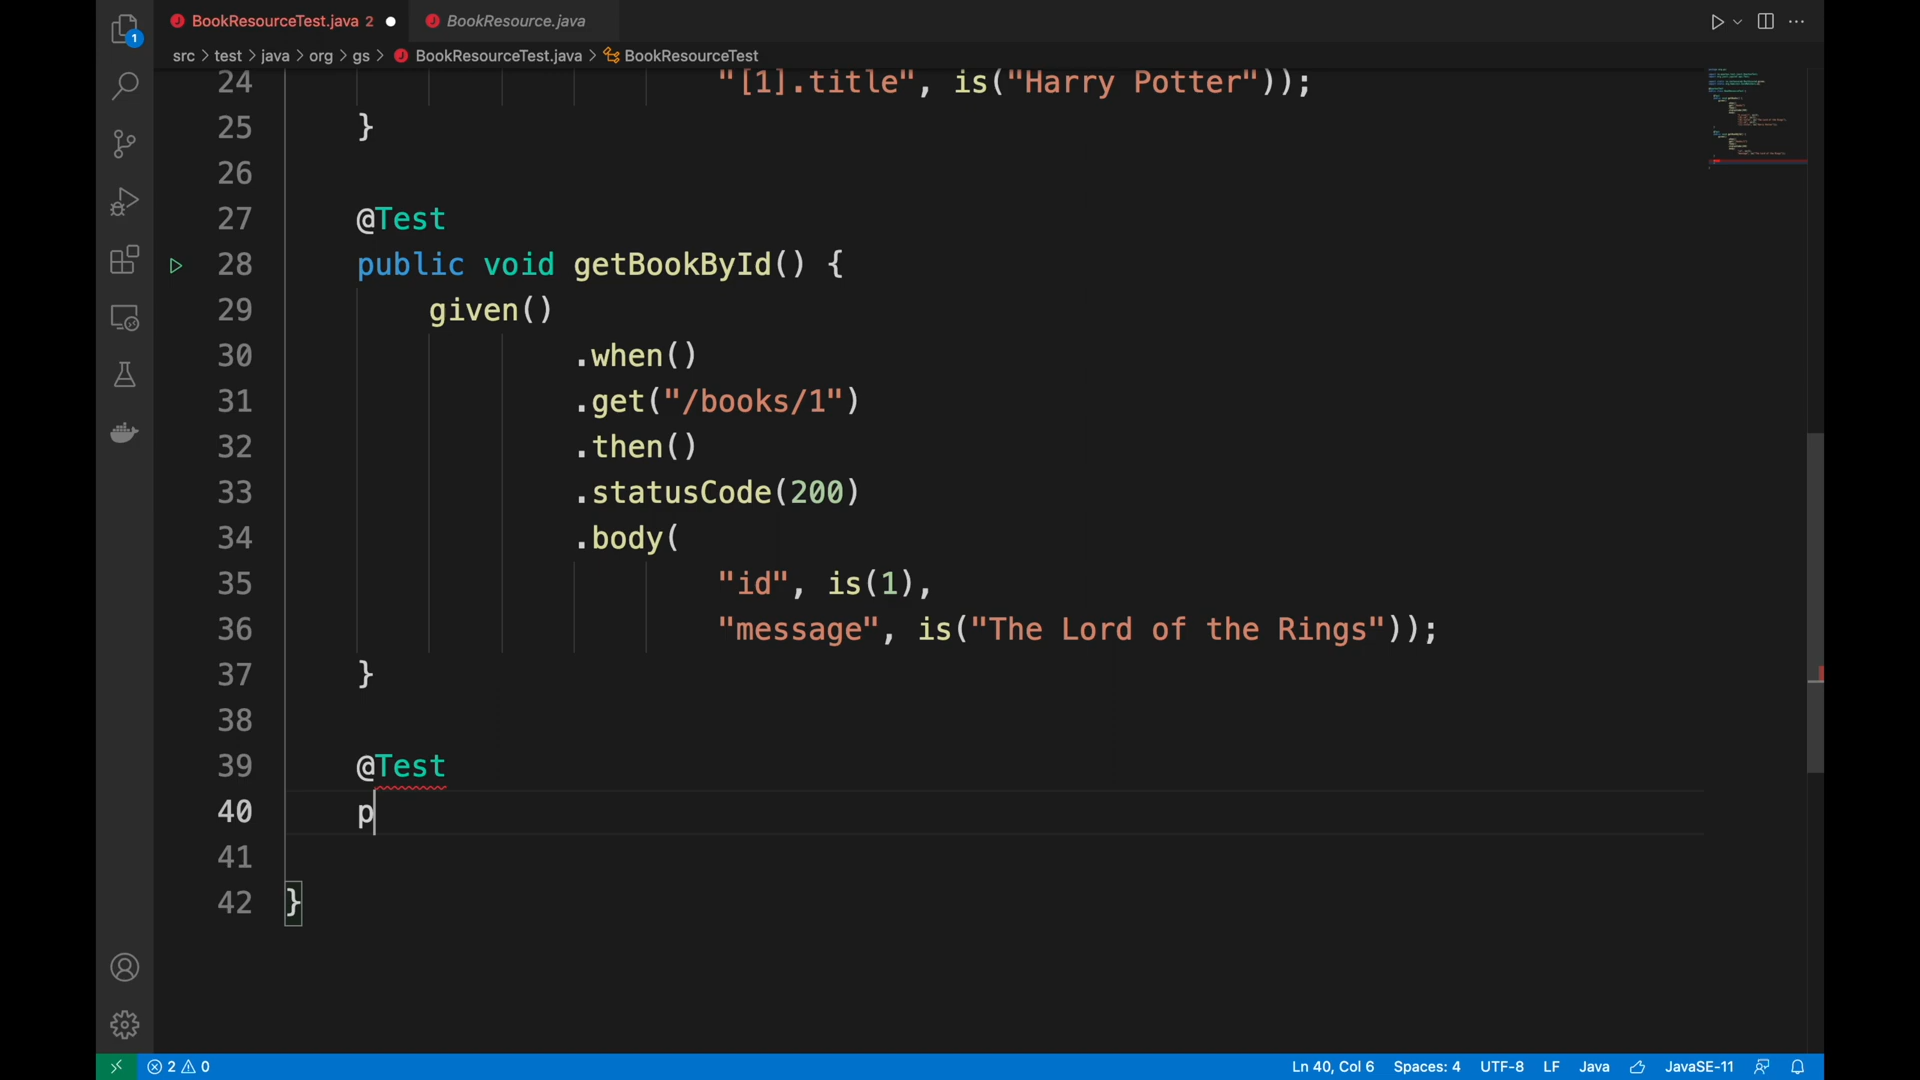 BookResourceTest.java 2
BookResource.java
1
src > test > java > org > gs > BookResourceTest.java > BookResourceTest
24 "[1].title", is("Harry Potter"));
25 }
26
27 @Test
28 public void getBookById() {
29 given()
30 .when()
31 .get("/books/1")
32 .then()
33 .statusCode(200)
34 .body(
35 "id", is(1),
36 "message", is("The Lord of the Rings"));
37 }
38
39 @Test
40 p
41
42 }
2 0 Ln 40, Col 6 Spaces: 4 UTF-8 LF Java JavaSE-11